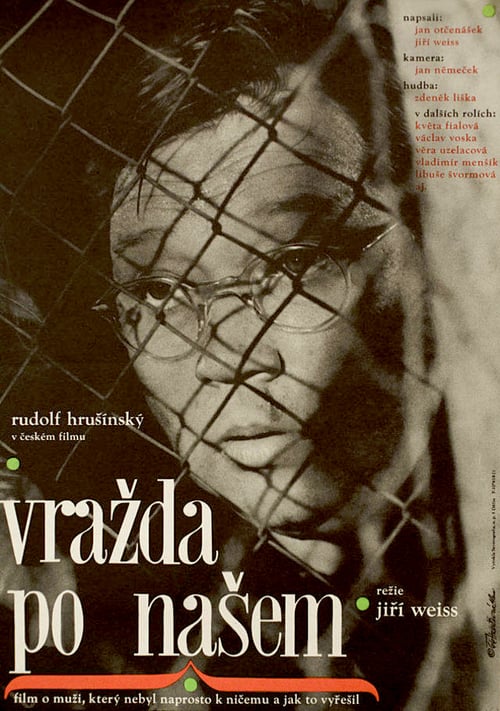 napsali:
jan otčenášek
jiří weiss
kamera:
jan němeček
hudba:
zdeněk liška
v dalších rolích:
květa fialová
václav voska
věra uzelacová
vladimír menšík
libuše švormová
aj.
rudolf hrušínský
v českém filmu
vražda
po našem
režie
jiří weiss
film o muži, který nebyl naprosto k ničemu a jak to vyřešil